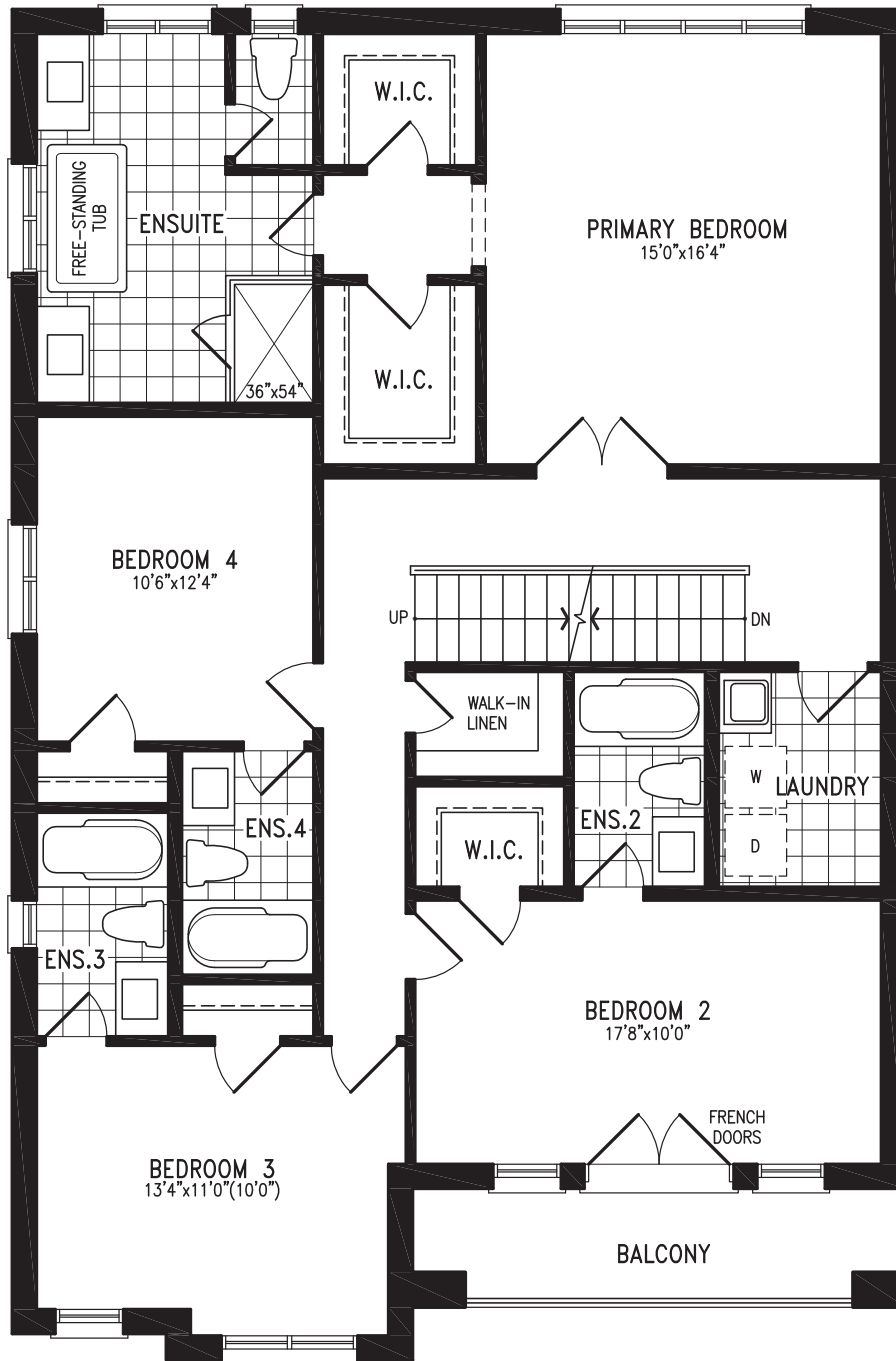 W.I.C.
FREE-STANDING
TUB
ENSUITE
PRIMARY BEDROOM
15'0"x16'4"
W.I.C.
36"x54"
BEDROOM 4
10'6"x12'4"
UP
DN
WALK-IN
LINEN
W
LAUNDRY
ENS.4
ENS.2
W.I.C.
D
ENS.3
BEDROOM 2
17'8"x10'0"
FRENCH
DOORS
BEDROOM 3
13'4"x11'0"(10'0")
BALCONY